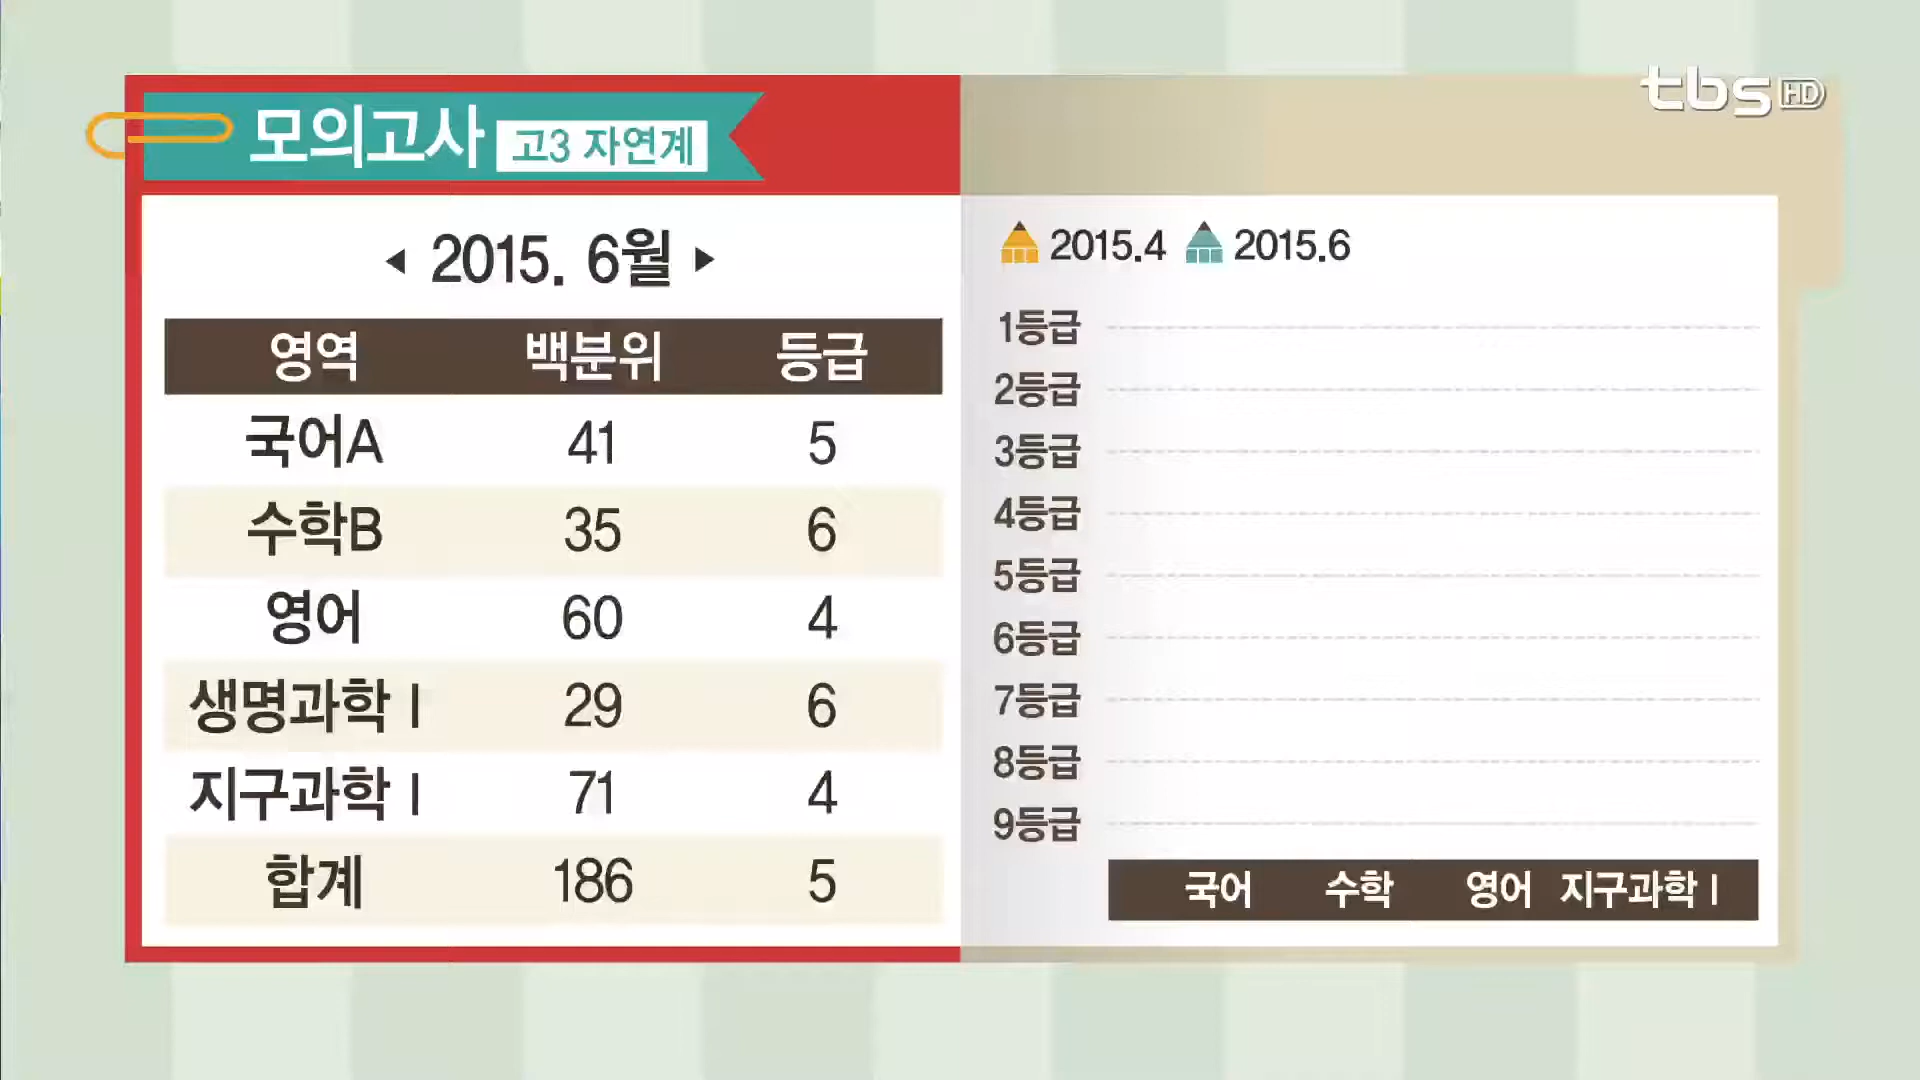 모의고사 고3 자연계
tbs HD
◀ 2015. 6월 ▶
영역 백분위 등급
국어A 41 5
수학B 35 6
영어 60 4
생명과학 I 29 6
지구과학 I 71 4
합계 186 5
2015.4 2015.6
1등급
2등급
3등급
4등급
5등급
6등급
7등급
8등급
9등급
국어 수학 영어 지구과학 I